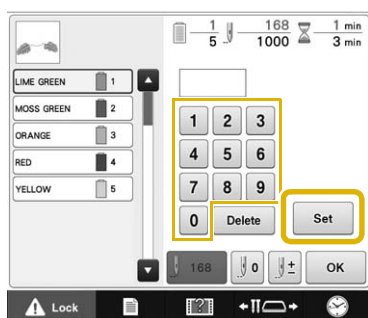 1 168 1 min
5 1000 3 min
LIME GREEN 1
MOSS GREEN 2
ORANGE 3
RED 4
YELLOW 5
1 2 3
4 5 6
7 8 9
0 Delete Set
168 0 ± OK
Lock ?